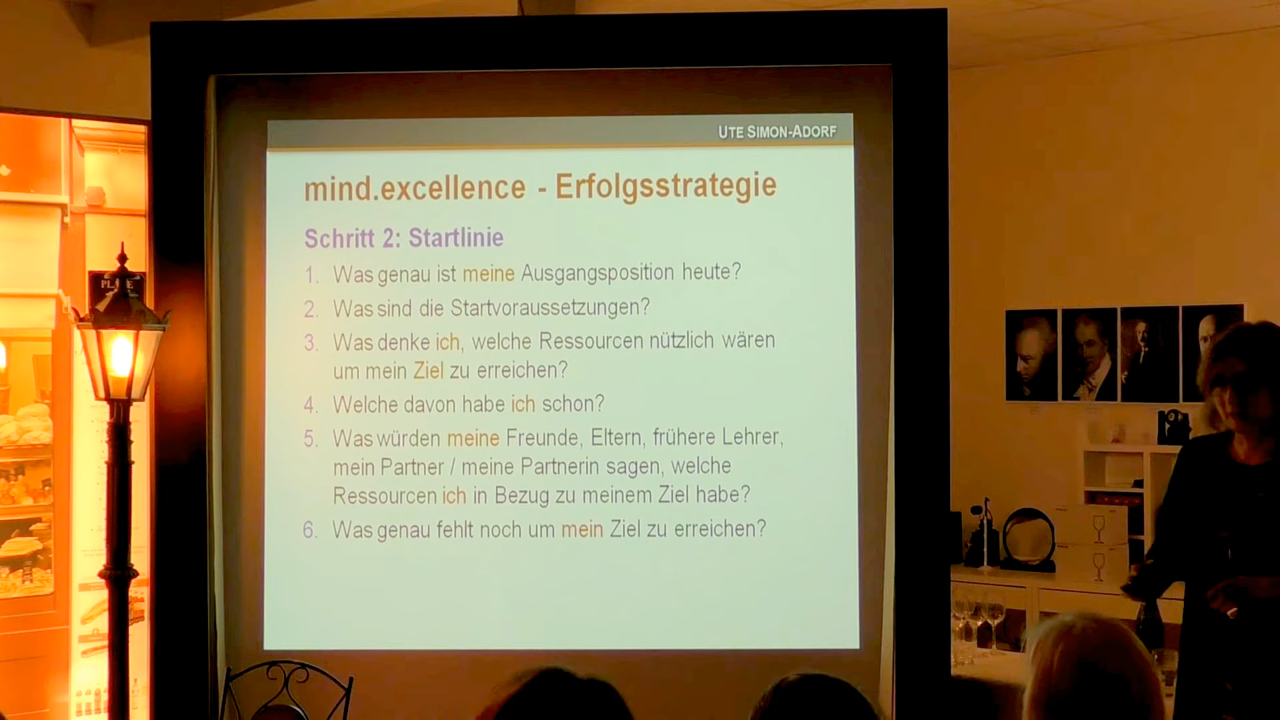 UTE SIMON-ADORF
mind.excellence - Erfolgsstrategie
Schritt 2: Startlinie
1. Was genau ist meine Ausgangsposition heute?
2. Was sind die Startvoraussetzungen?
3. Was denke ich, welche Ressourcen nützlich wären
um mein Ziel zu erreichen?
4. Welche davon habe ich schon?
5. Was würden meine Freunde, Eltern, frühere Lehrer,
mein Partner / meine Partnerin sagen, welche
Ressourcen ich in Bezug zu meinem Ziel habe?
6. Was genau fehlt noch um mein Ziel zu erreichen?